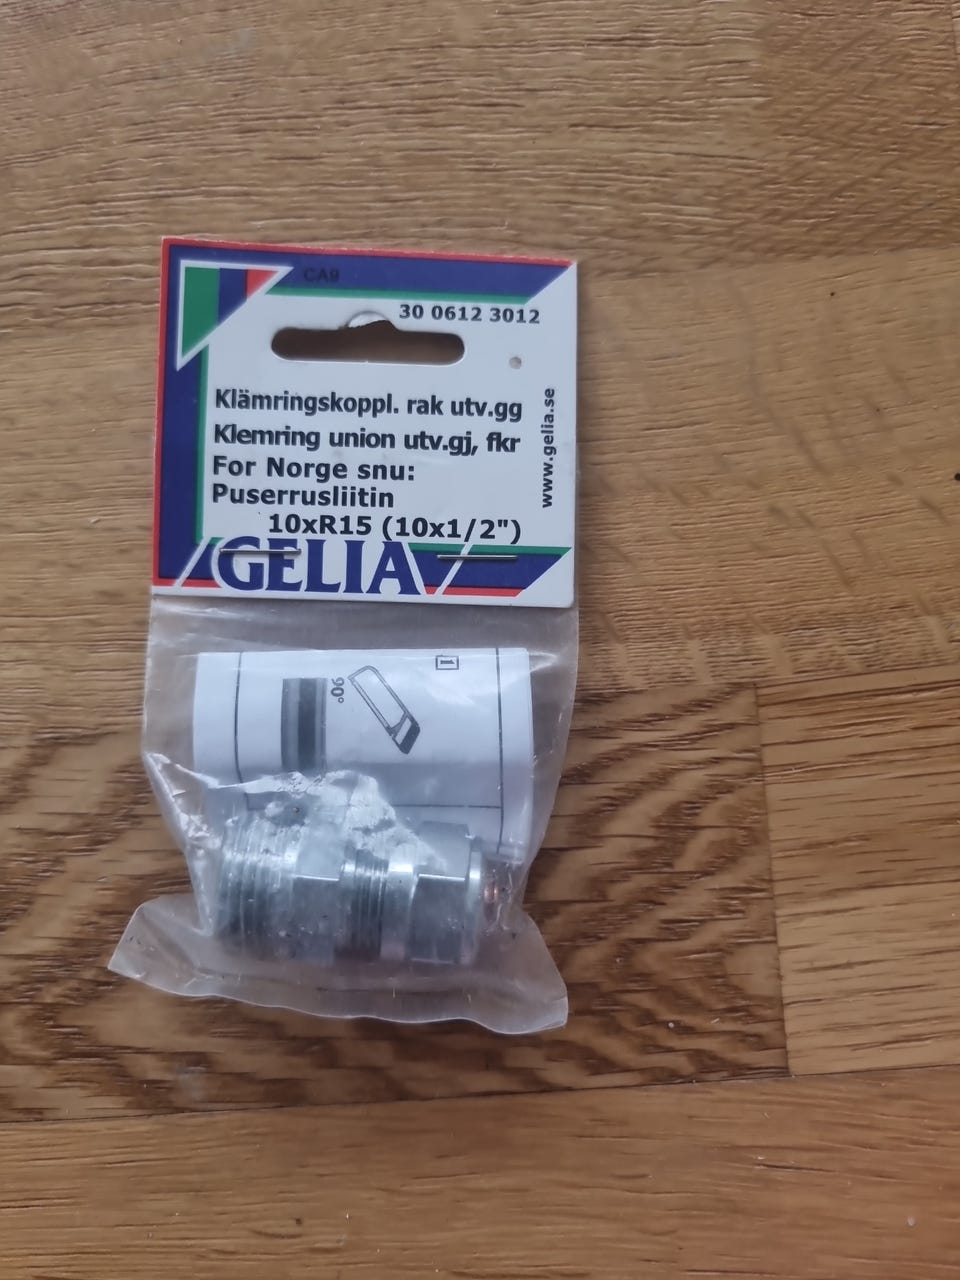 CA9
30 0612 3012
Klämringskoppl. rak utv.gg
Klemring union utv.gj, fkr
For Norge snu:
Puserrusliitin
10xR15 (10x1/2")
www.gelia.se
GELIA
1
90°